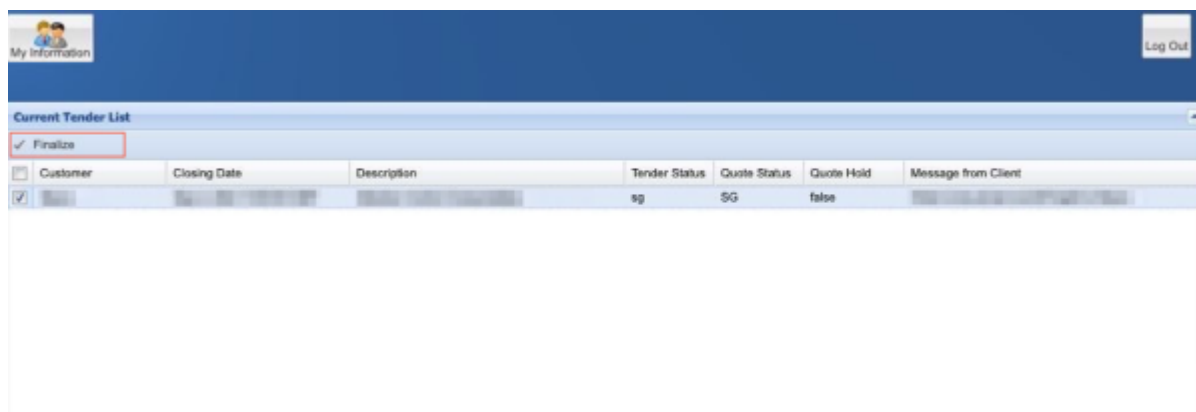 My Information
Log Out
Current Tender List
Finalize
Customer Closing Date Description Tender Status Quote Status Quote Hold Message from Client
sg SG false